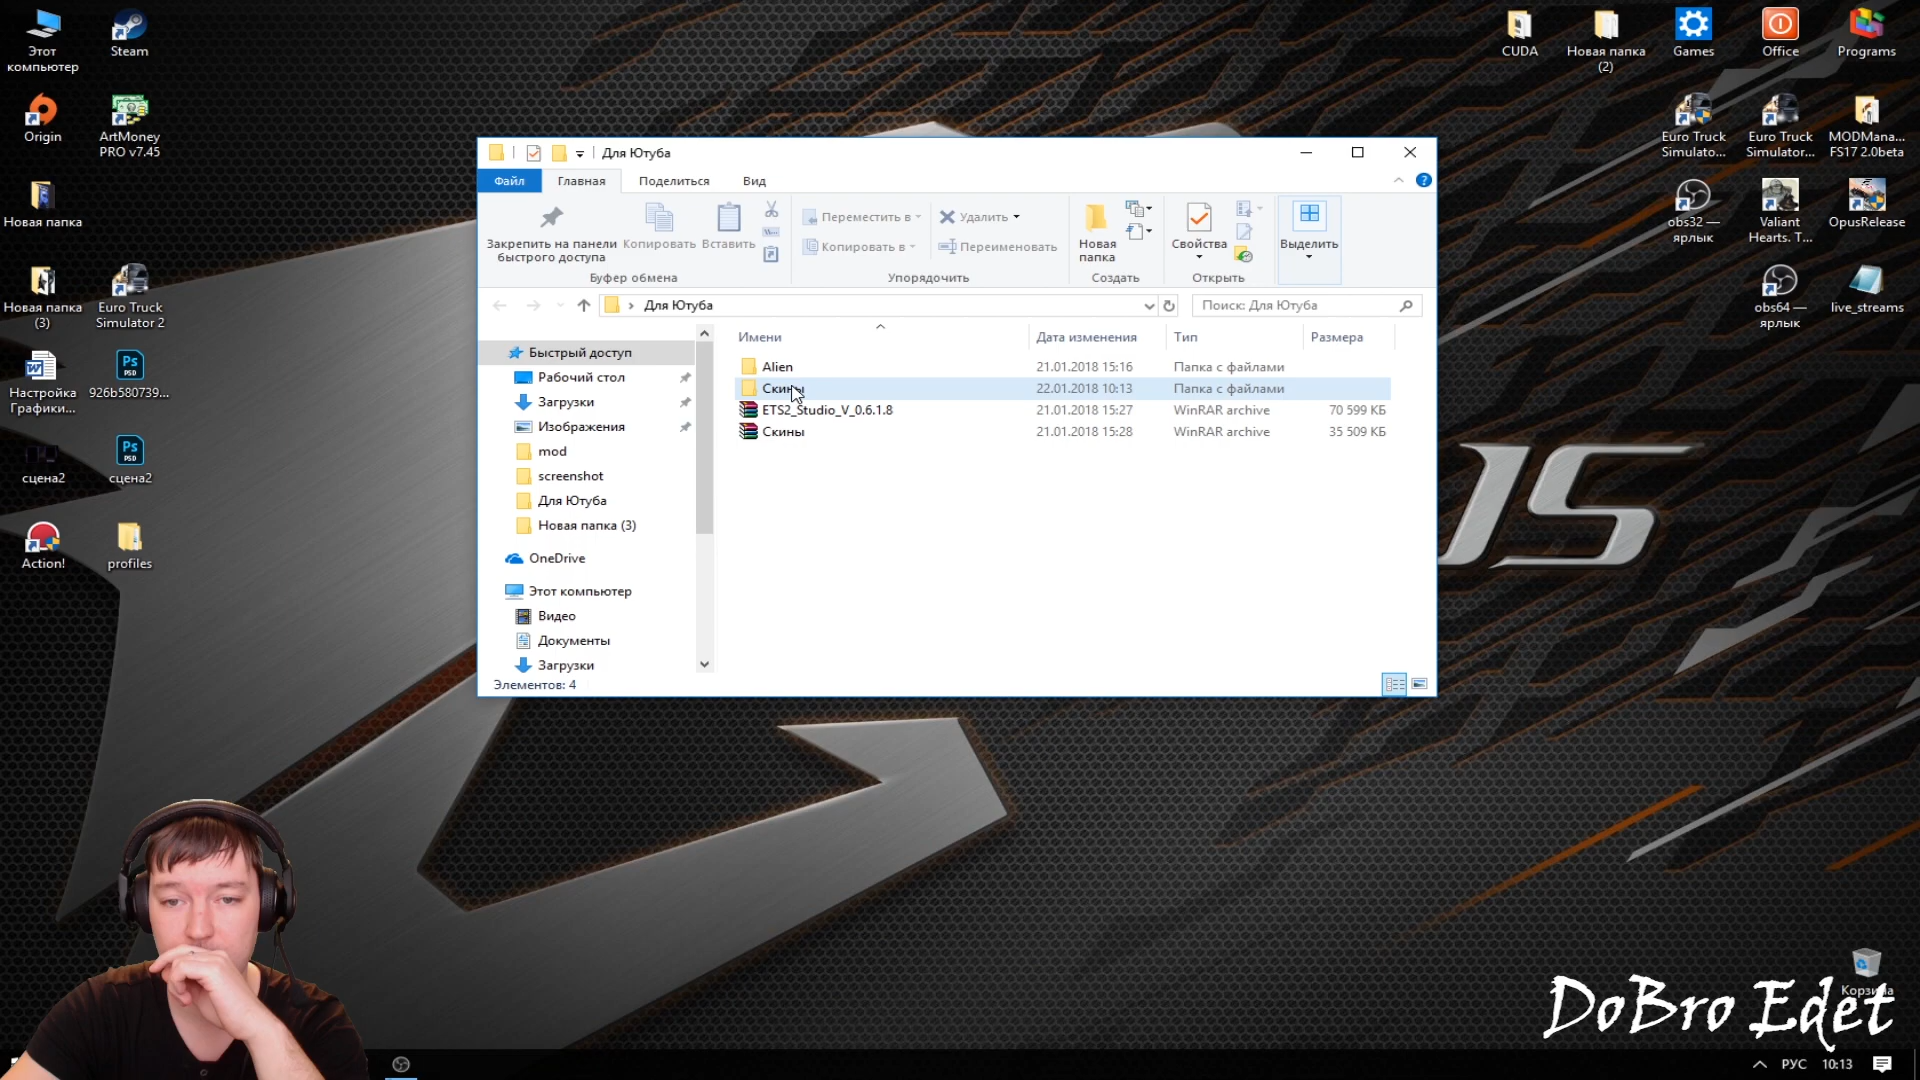 Этот
компьютер
Steam
CUDA
Новая папка
(2)
Games
Office
Programs
Origin
ArtMoney
PRO v7.45
Euro Truck
Simulato...
Euro Truck
Simulator...
MODMana...
FS17 2.0beta
Новая папка
obs32 —
ярлык
Valiant
Hearts. T...
OpusRelease
Новая папка
(3)
Euro Truck
Simulator 2
obs64 —
ярлык
live_streams
Настройка
Графики...
926b580739...
сцена2
сцена2
Action!
profiles
Для Ютуба
Файл
Главная
Поделиться
Вид
Закрепить на панели
быстрого доступа
Копировать
Вставить
Буфер обмена
Переместить в
Копировать в
Удалить
Переименовать
Упорядочить
Новая
папка
Создать
Свойства
Открыть
Выделить
Для Ютуба
Поиск: Для Ютуба
Быстрый доступ
Рабочий стол
Загрузки
Изображения
mod
screenshot
Для Ютуба
Новая папка (3)
OneDrive
Этот компьютер
Видео
Документы
Загрузки
Имени Дата изменения Тип Размера
Alien 21.01.2018 15:16 Папка с файлами
Скины 22.01.2018 10:13 Папка с файлами
ETS2_Studio_V_0.6.1.8 21.01.2018 15:27 WinRAR archive 70 599 КБ
Скины 21.01.2018 15:28 WinRAR archive 35 509 КБ
Элементов: 4
15
Корзина
DoBro Edet
РУС 10:13